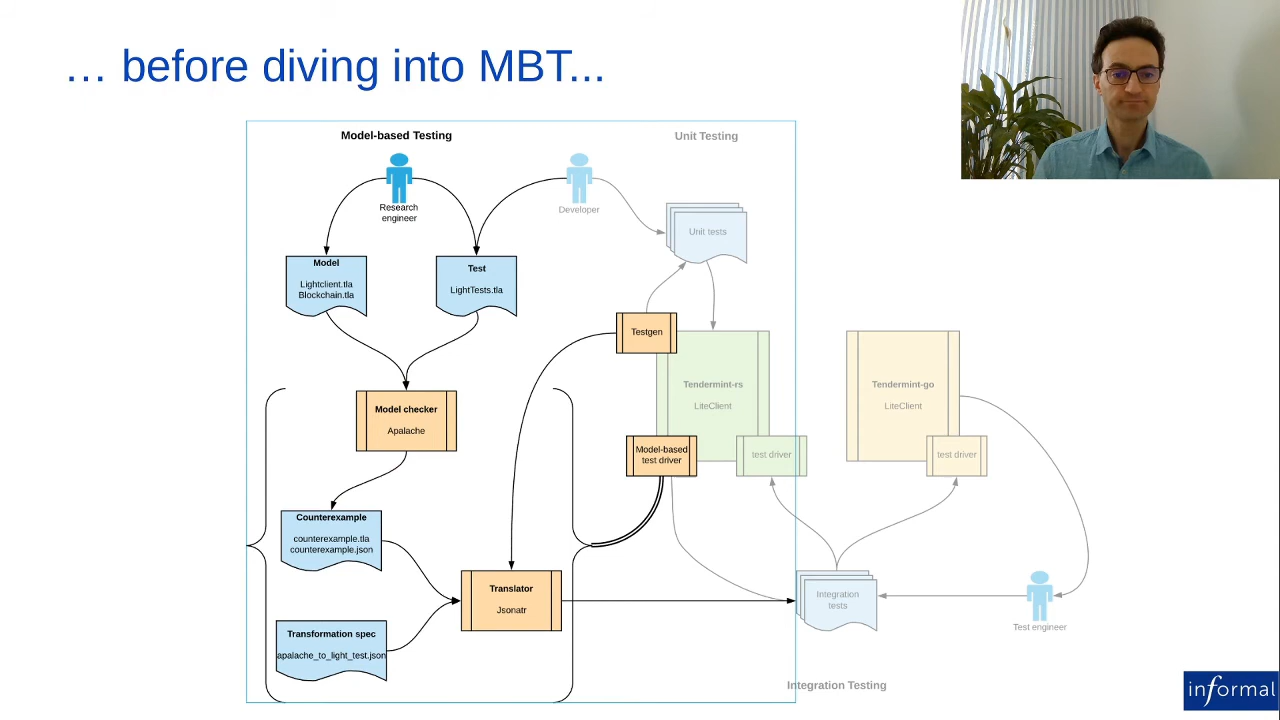 … before diving into MBT...
Model-based Testing
Unit Testing
Research
engineer
Developer
Unit tests
Model
Lightclient.tla
Blockchain.tla
Test
LightTests.tla
Testgen
Tendermint-rs
LiteClient
Tendermint-go
LiteClient
Model checker
Apalache
Model-based
test driver
test driver
test driver
Counterexample
counterexample.tla
counterexample.json
Translator
Jsonatr
Integration
tests
Test engineer
Transformation spec
apalache_to_light_test.json
Integration Testing
informal